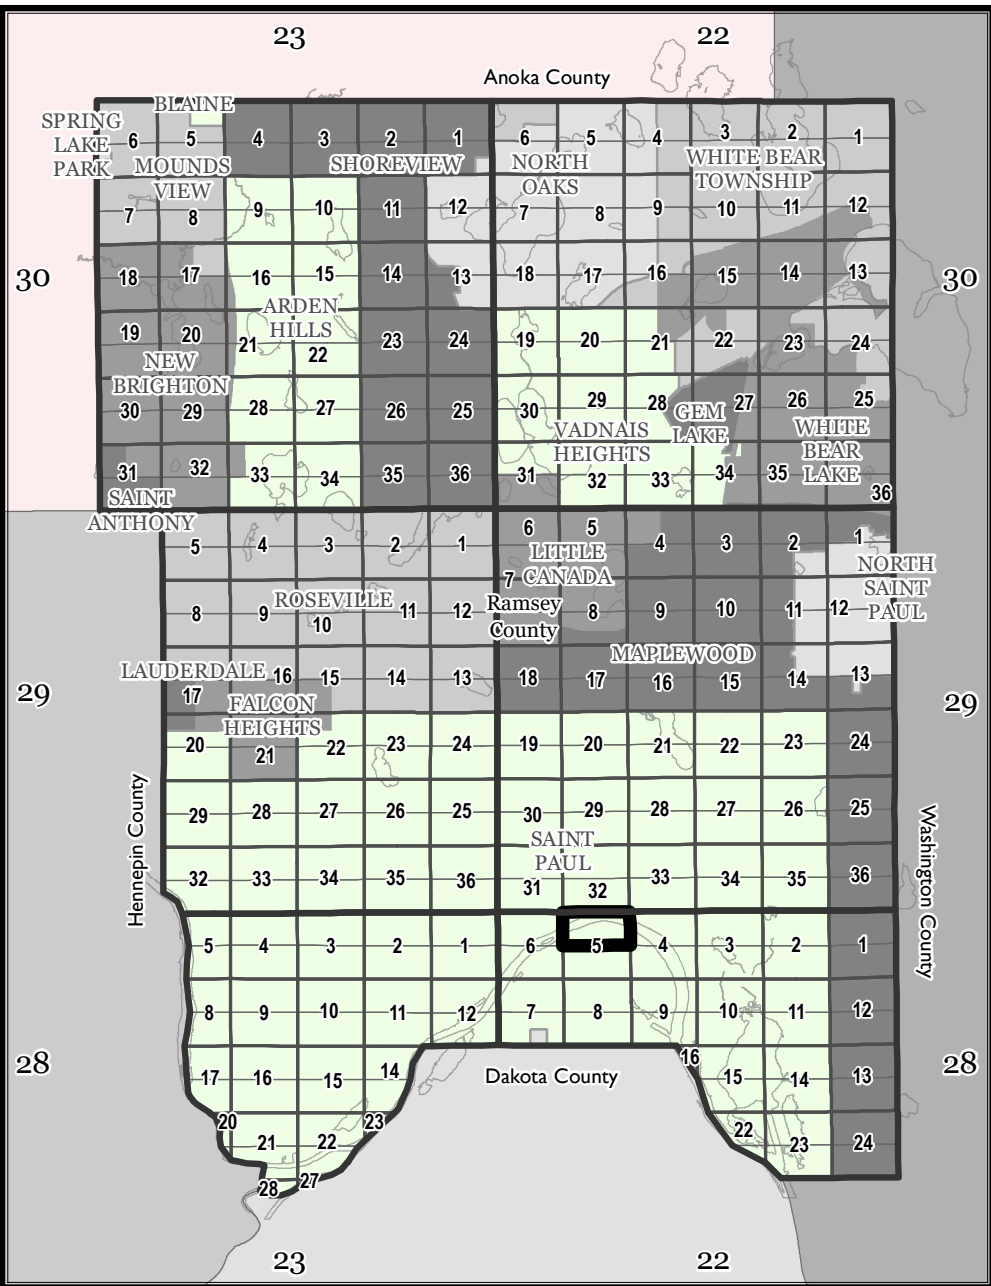 23 22
Anoka County
BLAINE
SPRING
LAKE
PARK
6 5 4 3 2 1 6 5 4 3 2 1
MOUNDS
VIEW
SHOREVIEW
NORTH
OAKS
WHITE BEAR
TOWNSHIP
7 8 9 10 11 12 7 8 9 10 11 12
30 18 17 16 15 14 13 18 17 16 15 14 13 30
ARDEN
HILLS
19 20 21 22 23 24 19 20 21 22 23 24
NEW
BRIGHTON
30 29 28 27 26 25 30 29 28 27 26 25
GEM
LAKE
VADNAIS
HEIGHTS
WHITE
BEAR
LAKE
31 32 33 34 35 36 31 32 33 34 35 36
SAINT
ANTHONY
5 4 3 2 1 6 5 4 3 2 1
LITTLE
CANADA
NORTH
SAINT
PAUL
8 9 10 11 12 7 8 9 10 11 12
ROSEVILLE
Ramsey
County
MAPLEWOOD
LAUDERDALE
29 17 16 15 14 13 18 17 16 15 14 13 29
FALCON
HEIGHTS
20 21 22 23 24 19 20 21 22 23 24
29 28 27 26 25 30 29 28 27 26 25
Hennepin County
Washington County
SAINT
PAUL
32 33 34 35 36 31 32 33 34 35 36
5 4 3 2 1 6 5 4 3 2 1
8 9 10 11 12 7 8 9 10 11 12
28 17 16 15 14 16 15 14 13 28
Dakota County
20 21 22 23 22 23 24
28 27
23 22